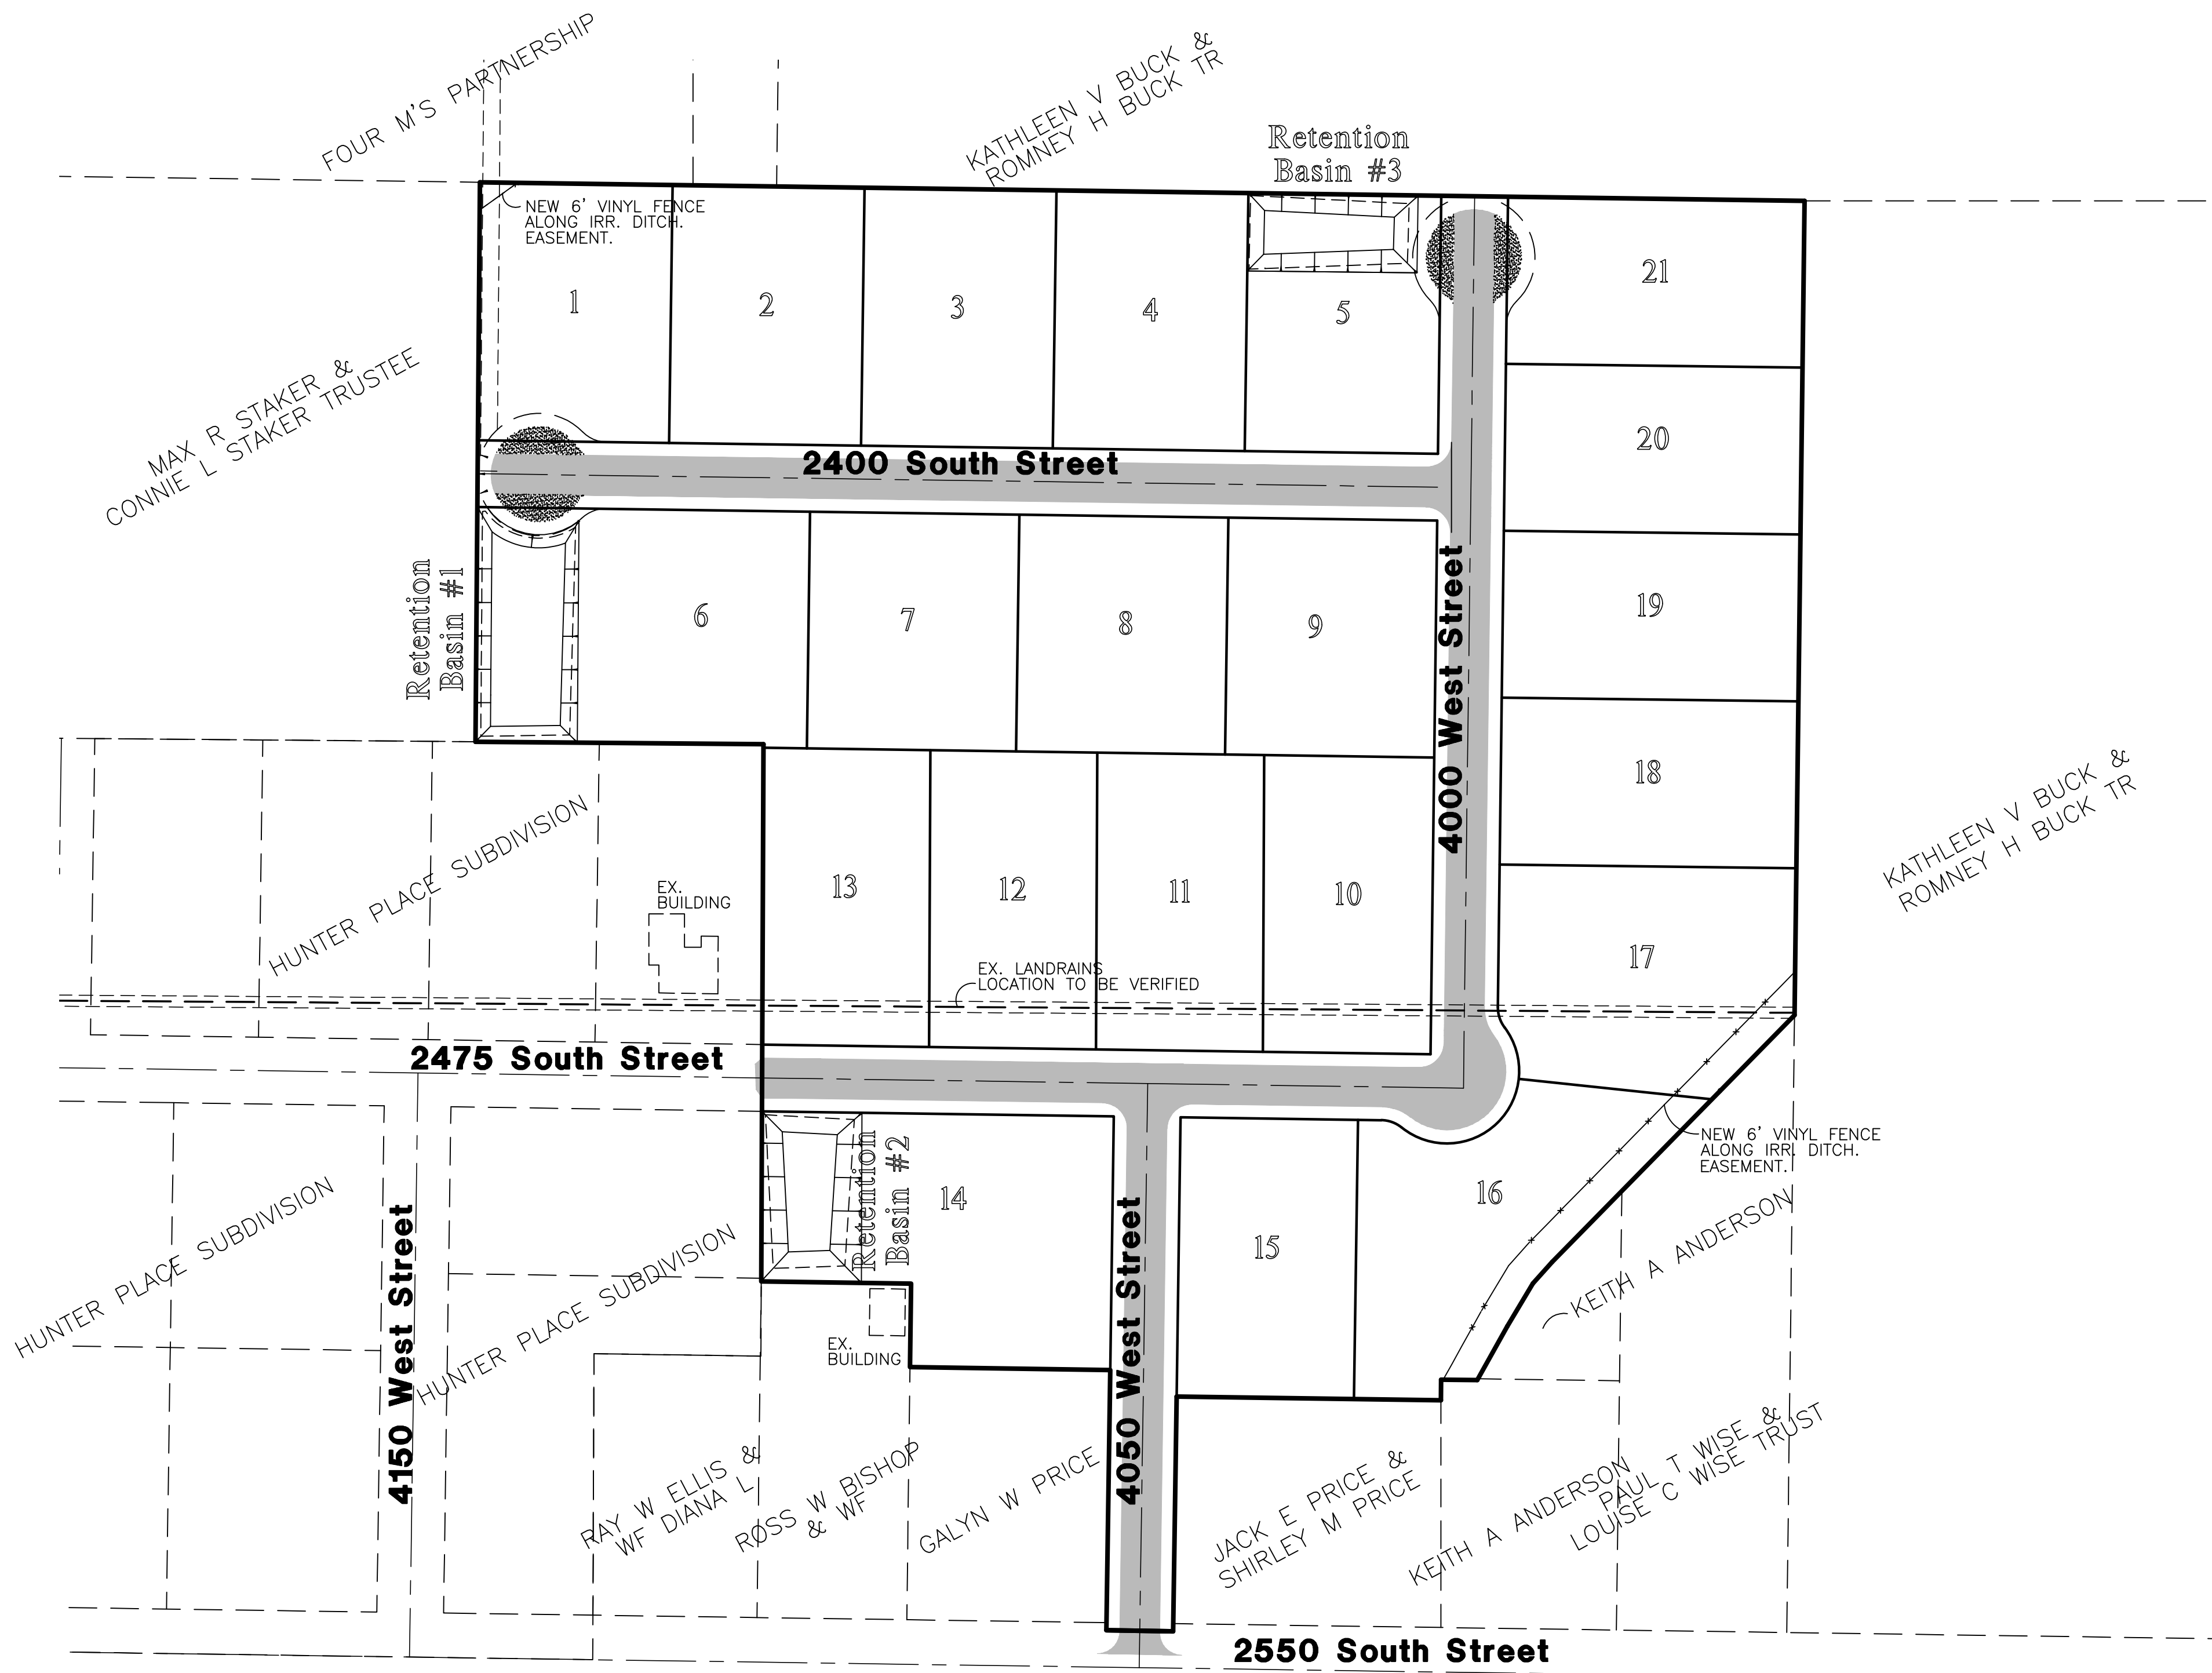 FOUR M'S PARTNERSHIP
KATHLEEN V BUCK &
ROMNEY H BUCK TR
Retention
Basin #3
NEW 6' VINYL FENCE
ALONG IRR. DITCH.
EASEMENT.
1
2
3
4
5
21
20
MAX R STAKER &
CONNIE L STAKER TRUSTEE
2400 South Street
Retention
Basin #1
6
7
8
9
4000 West Street
19
18
KATHLEEN V BUCK &
ROMNEY H BUCK TR
HUNTER PLACE SUBDIVISION
EX.
BUILDING
13
12
11
10
17
EX. LANDRAINS
LOCATION TO BE VERIFIED
2475 South Street
Retention
Basin #2
14
15
16
NEW 6' VINYL FENCE
ALONG IRR. DITCH.
EASEMENT.
HUNTER PLACE SUBDIVISION
4150 West Street
HUNTER PLACE SUBDIVISION
EX.
BUILDING
4050 West Street
KEITH A ANDERSON
RAY W ELLIS &
WF DIANA L
ROSS W BISHOP
& WF
GALYN W PRICE
JACK E PRICE &
SHIRLEY M PRICE
KEITH A ANDERSON
PAUL T WISE &
LOUISE C WISE TRUST
2550 South Street